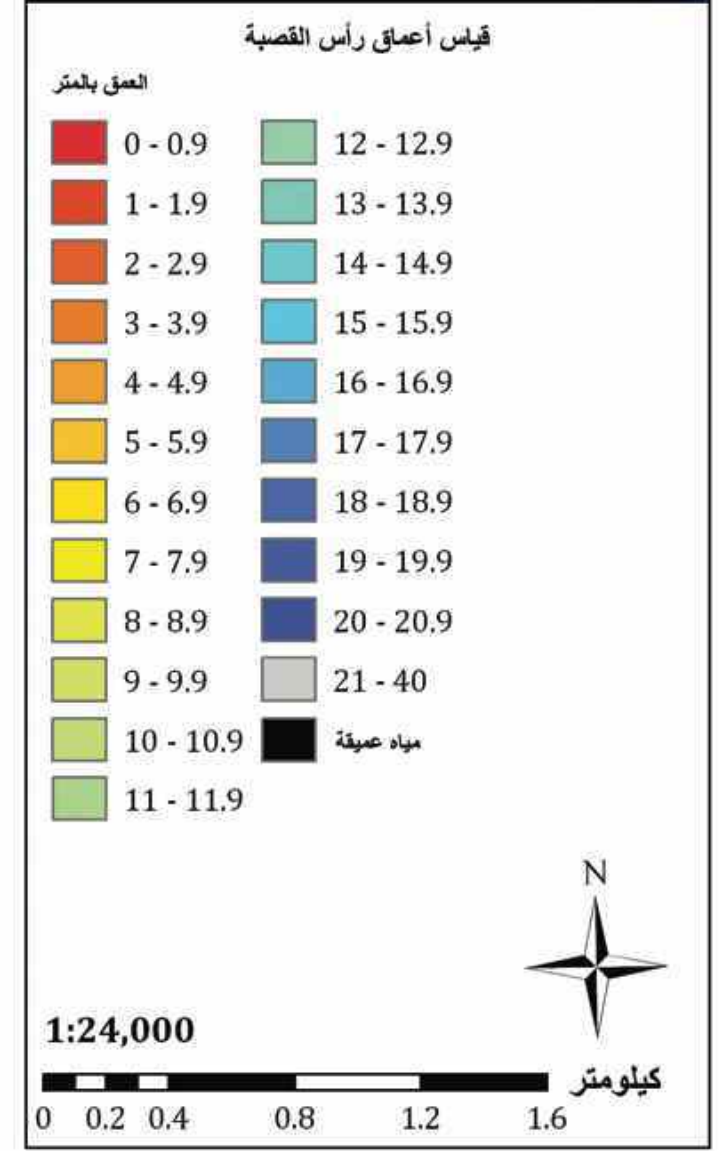 قياس أعماق رأس القصبة
العمق بالمتر
0 - 0.9
1 - 1.9
2 - 2.9
3 - 3.9
4 - 4.9
5 - 5.9
6 - 6.9
7 - 7.9
8 - 8.9
9 - 9.9
10 - 10.9
11 - 11.9
12 - 12.9
13 - 13.9
14 - 14.9
15 - 15.9
16 - 16.9
17 - 17.9
18 - 18.9
19 - 19.9
20 - 20.9
21 - 40
مياه عميقة
N
1:24,000
كيلومتر
0 0.2 0.4 0.8 1.2 1.6